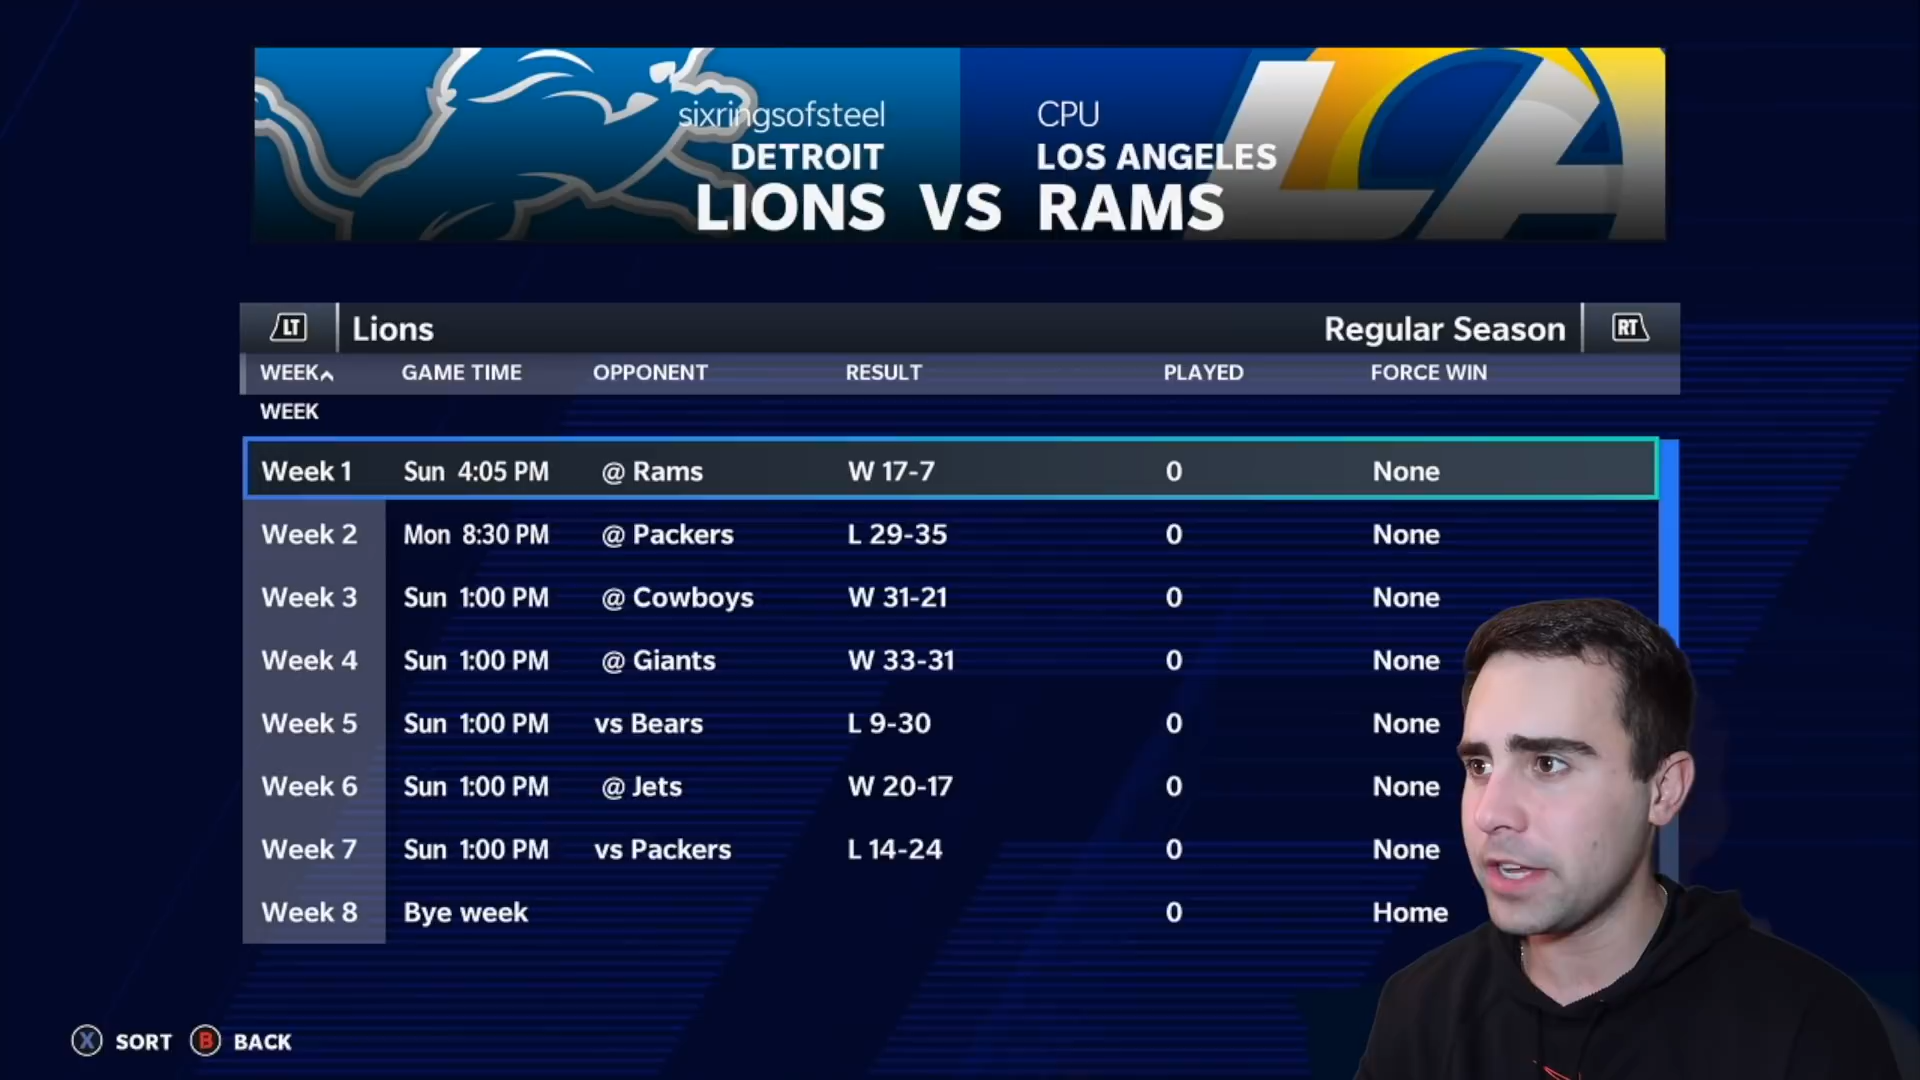 sixringsofsteel
DETROIT
LIONS VS RAMS
CPU
LOS ANGELES
LA
LT Lions Regular Season RT
WEEK GAME TIME OPPONENT RESULT PLAYED FORCE WIN
WEEK
Week 1 Sun 4:05 PM @ Rams W 17-7 0 None
Week 2 Mon 8:30 PM @ Packers L 29-35 0 None
Week 3 Sun 1:00 PM @ Cowboys W 31-21 0 None
Week 4 Sun 1:00 PM @ Giants W 33-31 0 None
Week 5 Sun 1:00 PM vs Bears L 9-30 0 None
Week 6 Sun 1:00 PM @ Jets W 20-17 0 None
Week 7 Sun 1:00 PM vs Packers L 14-24 0 None
Week 8 Bye week 0 Home
X SORT B BACK